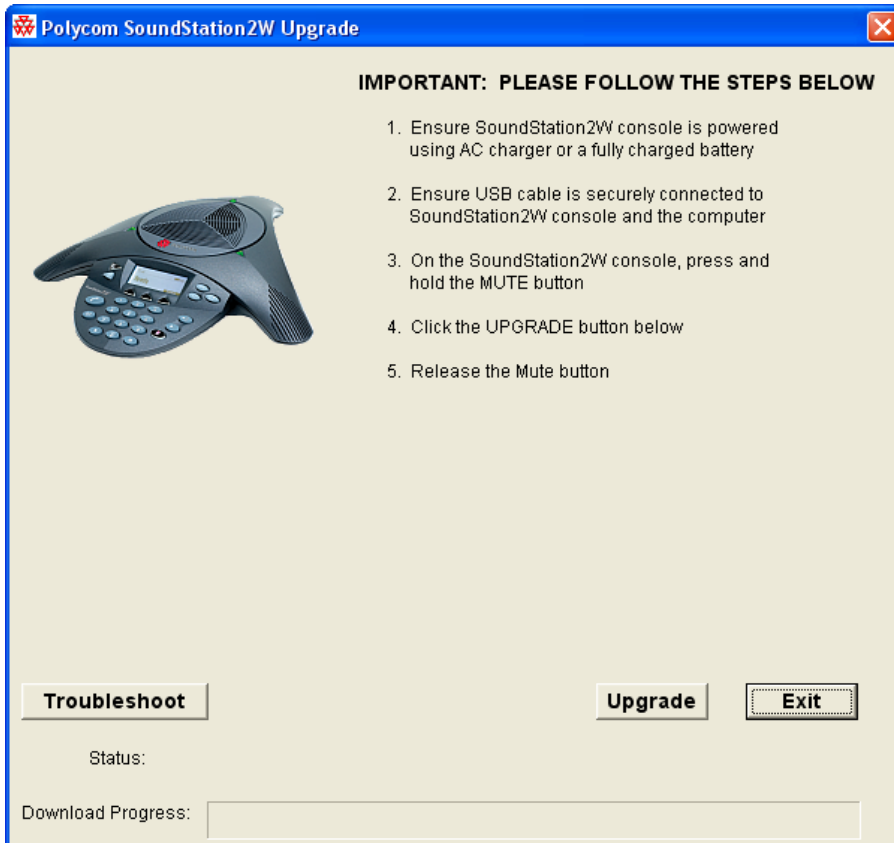 Polycom SoundStation2W Upgrade
IMPORTANT: PLEASE FOLLOW THE STEPS BELOW
1. Ensure SoundStation2W console is powered
using AC charger or a fully charged battery
2. Ensure USB cable is securely connected to
SoundStation2W console and the computer
3. On the SoundStation2W console, press and
hold the MUTE button
4. Click the UPGRADE button below
5. Release the Mute button
Troubleshoot
Upgrade
Exit
Status:
Download Progress: